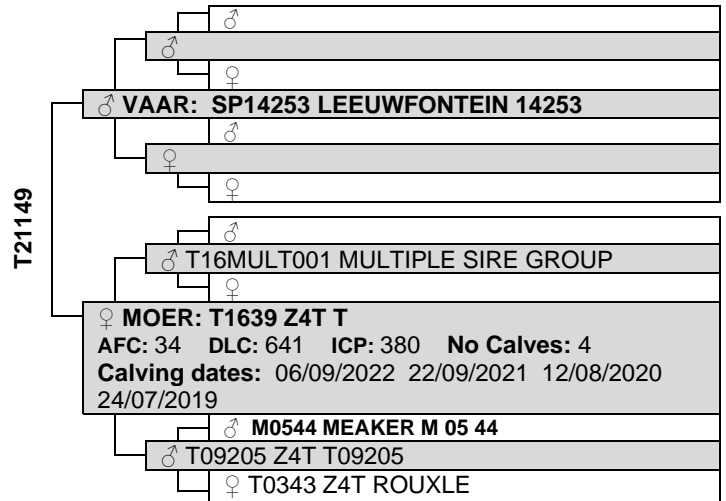 ♂
♂
♀
♂ VAAR: SP14253 LEEUWFONTEIN 14253
♂
♀
♀
T21149
♂
♂ T16MULT001 MULTIPLE SIRE GROUP
♀
♀ MOER: T1639 Z4T T
AFC: 34 DLC: 641 ICP: 380 No Calves: 4
Calving dates: 06/09/2022 22/09/2021 12/08/2020
24/07/2019
♂ M0544 MEAKER M 05 44
♂ T09205 Z4T T09205
♀ T0343 Z4T ROUXLE